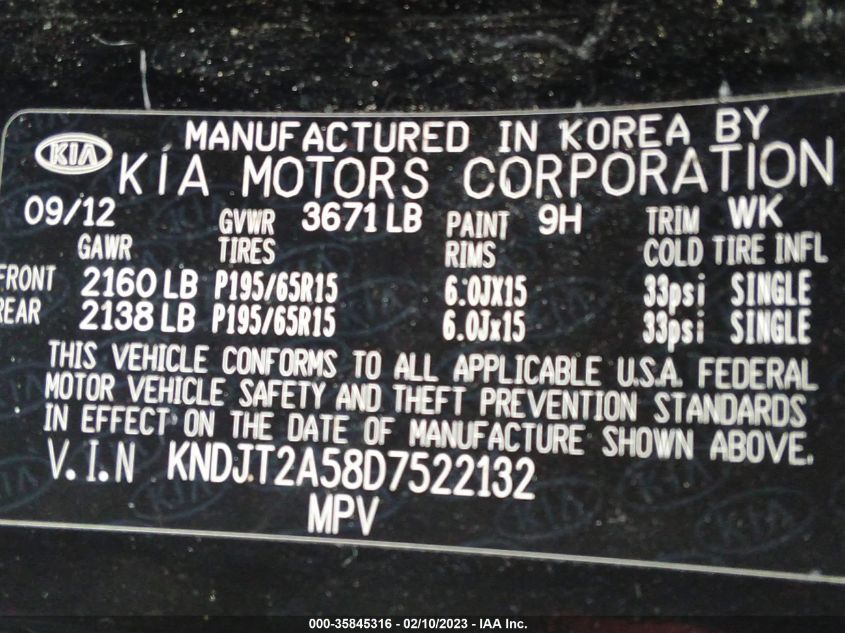 KIA MANUFACTURED IN KOREA BY
KIA MOTORS CORPORATION
09/12 GVWR 3671 LB PAINT 9H TRIM WK
GAWR TIRES RIMS COLD TIRE INFL
FRONT 2160 LB P195/65R15 6.0JX15 33psi SINGLE
REAR 2138 LB P195/65R15 6.0Jx15 33psi SINGLE
THIS VEHICLE CONFORMS TO ALL APPLICABLE U.S.A. FEDERAL
MOTOR VEHICLE SAFETY AND THEFT PREVENTION STANDARDS
IN EFFECT ON THE DATE OF MANUFACTURE SHOWN ABOVE.
V.I.N KNDJT2A58D7522132
MPV
000-35845316 - 02/10/2023 - IAA Inc.